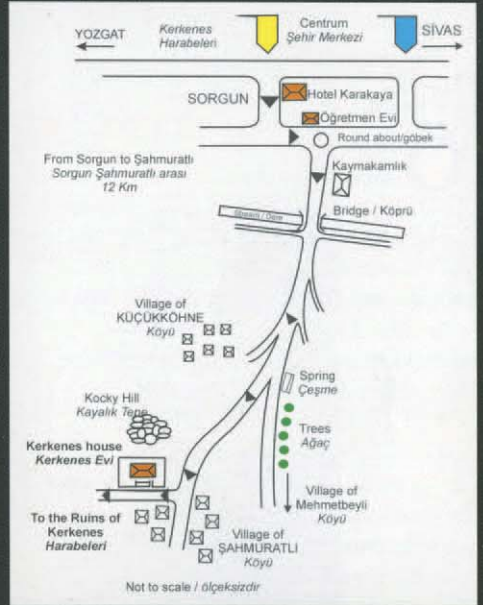 YOZGAT
Kerkenes
Harabeleri
Centrum
Şehir Merkezi
SİVAS
SORGUN
Hotel Karakaya
Öğretmen Evi
Round about/göbek
From Sorgun to Şahmuratlı
Sorgun Şahmuratlı arası
12 Km
Kaymakamlık
Bridge / Köprü
Village of
KÜÇÜKKÖHNE
Köyü
Spring
Çeşme
Kocky Hill
Kayalık Tepe
Trees
Ağaç
Kerkenes house
Kerkenes Evi
Village of
Mehmetbeyli
Köyü
To the Ruins of
Kerkenes
Harabeleri
Village of
ŞAHMURATLI
Köyü
Not to scale / ölçeksizdir